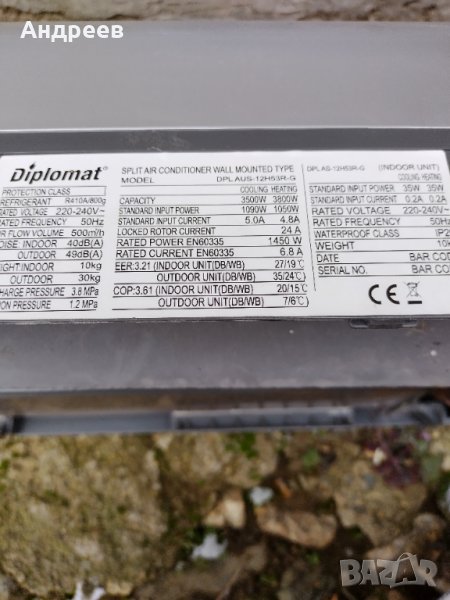 Андреев
Diplomat
PROTECTION CLASS
REFRIGERANT R410A/800g
RATED VOLTAGE 220-240V~
FREQUENCY 50Hz
AIR FLOW VOLUME 500m³/h
NOISE INDOOR 40dB(A)
OUTDOOR 49dB(A)
WEIGHT INDOOR 10kg
OUTDOOR 30kg
PRESSURE 3.8 MPa
PRESSURE 1.2 MPa
SPLIT AIR CONDITIONER WALL MOUNTED TYPE
MODEL DPL AUS-12H53R-G
COOLING HEATING
CAPACITY 3500W 3800W
STANDARD INPUT POWER 1090W 1050W
STANDARD INPUT CURRENT 5.0A 4.8A
LOCKED ROTOR CURRENT 24 A
RATED POWER EN60335 1450 W
RATED CURRENT EN60335 6.8 A
EER:3.21 INDOOR UNIT(DB/WB) 27/19°C
OUTDOOR UNIT(DB/WB) 35/24°C
COP:3.61 INDOOR UNIT(DB/WB) 20/15°C
OUTDOOR UNIT(DB/WB) 7/6°C
DPL AS-12H53R-G (INDOOR UNIT)
COOLING HEATING
STANDARD INPUT POWER 35W 35W
STANDARD INPUT CURRENT 0.2A 0.2A
RATED VOLTAGE 220-240V~
RATED FREQUENCY 50Hz
WATERPROOF CLASS
WEIGHT
DATE BAR COD
SERIAL NO. BAR COD
CE
BAZAR